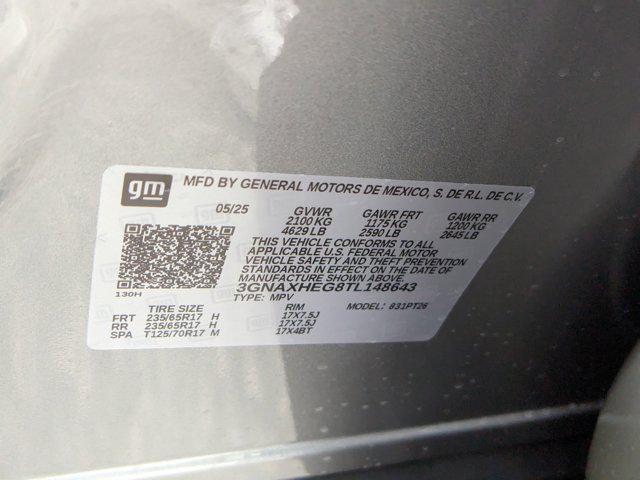 gm
MFD BY GENERAL MOTORS DE MEXICO, S. DE R.L. DE C.V.
05/25 GVWR GAWR FRT GAWR RR
2100 KG 1175 KG 1200 KG
4629 LB 2590 LB 2645 LB
THIS VEHICLE CONFORMS TO ALL
APPLICABLE U.S. FEDERAL MOTOR
VEHICLE SAFETY AND THEFT PREVENTION
STANDARDS IN EFFECT ON THE DATE OF
MANUFACTURE SHOWN ABOVE.
130H 3GNAXHEG8TL148643
TYPE: MPV MODEL: 831PT26
TIRE SIZE RIM
FRT 235/65R17 H 17X7.5J
RR 235/65R17 H 17X7.5J
SPA T125/70R17 M 17X4BT